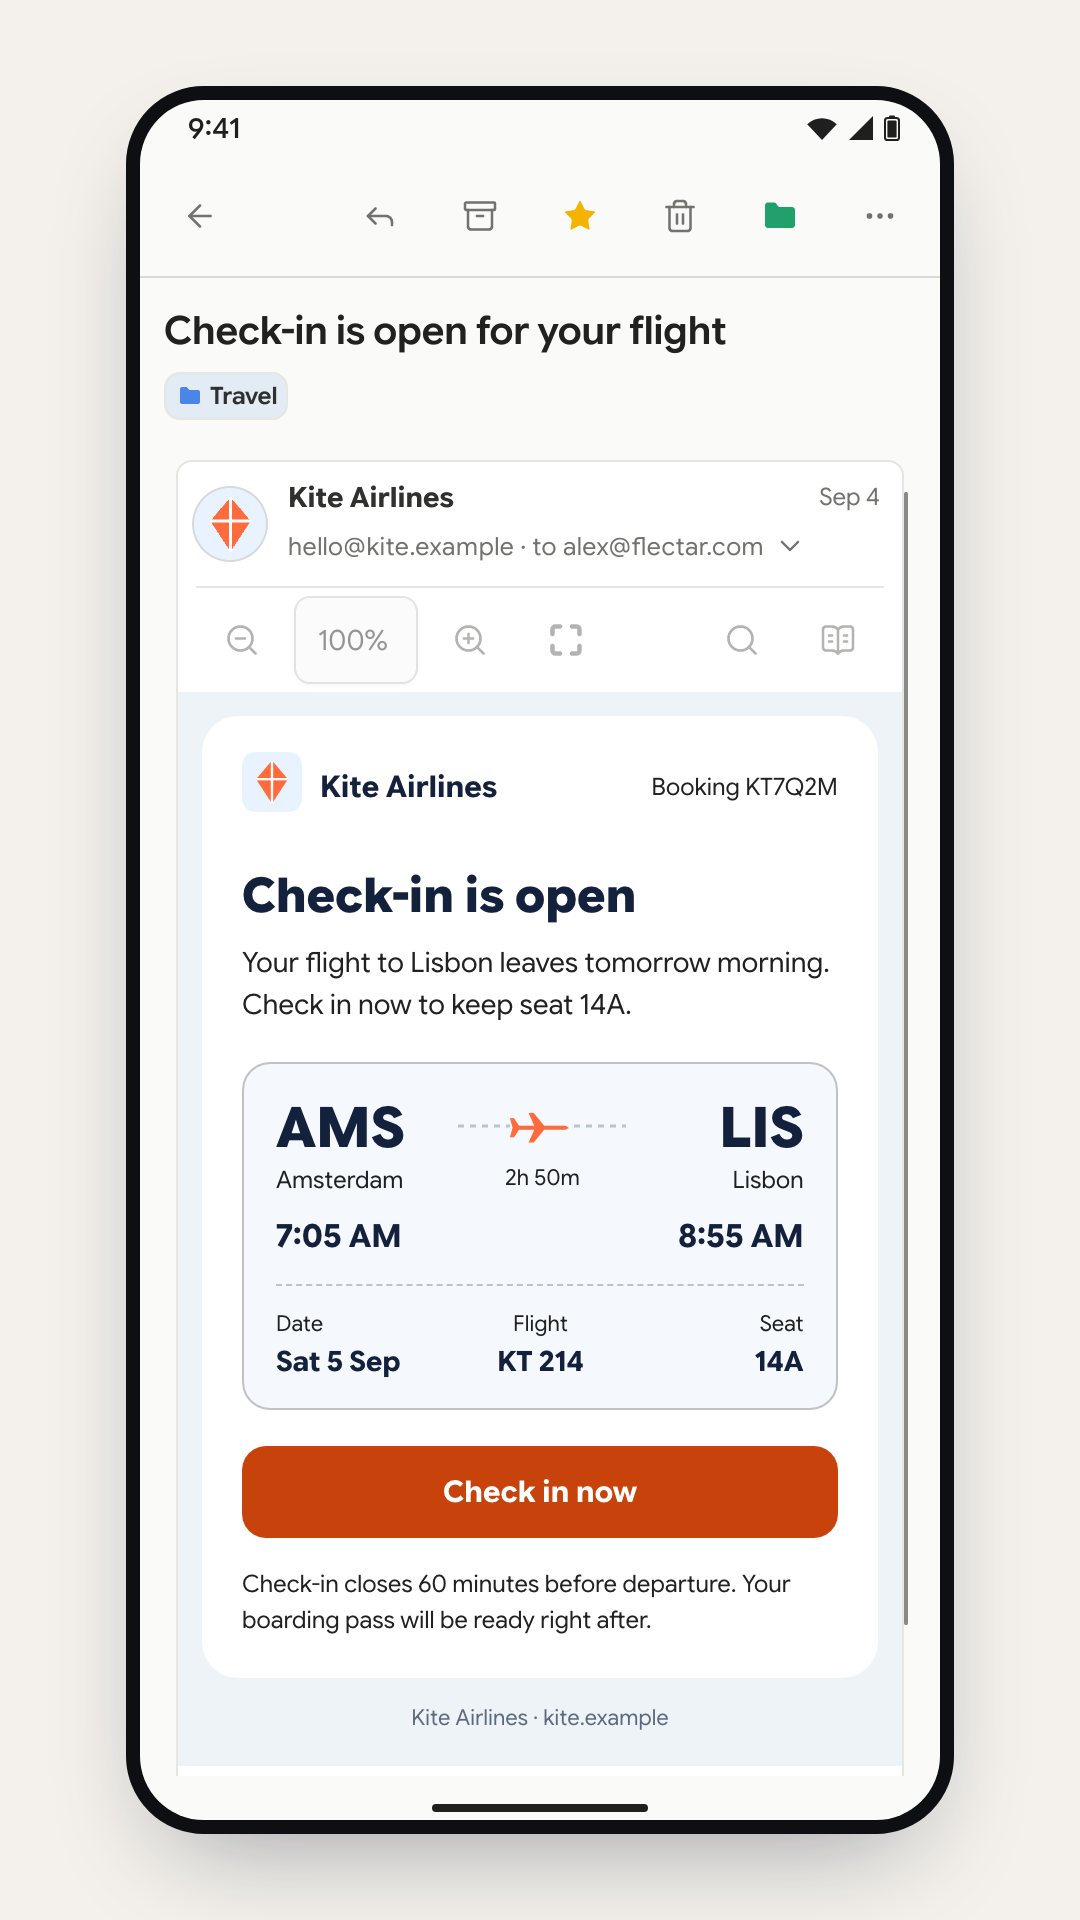 9:41
Check-in is open for your flight
Travel
Kite Airlines
Sep 4
hello@kite.example · to alex@flectar.com
100%
Kite Airlines
Booking KT7Q2M
Check-in is open
Your flight to Lisbon leaves tomorrow morning.
Check in now to keep seat 14A.
AMS
LIS
Amsterdam
2h 50m
Lisbon
7:05 AM
8:55 AM
Date
Flight
Seat
Sat 5 Sep
KT 214
14A
Check in now
Check-in closes 60 minutes before departure. Your
boarding pass will be ready right after.
Kite Airlines · kite.example